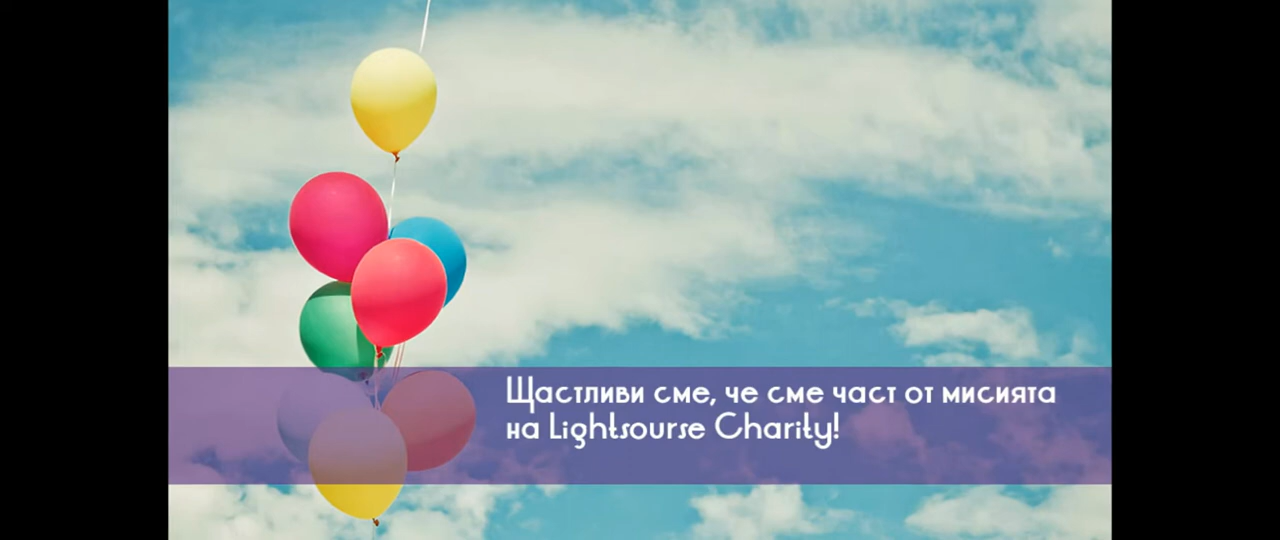 Щастливи сме, че сме част от мисията
на Lightsourse Charity!